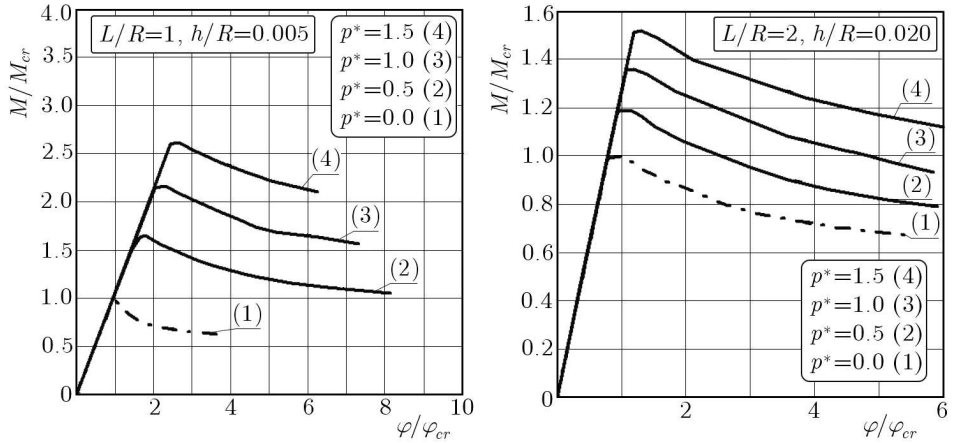 L/R=1, h/R=0.005
p*=1.5 (4)
p*=1.0 (3)
p*=0.5 (2)
p*=0.0 (1)
M/M_cr
4.0
3.5
3.0
2.5
2.0
1.5
1.0
0.5
0
(4)
(3)
(2)
(1)
2 4 6 8 10
φ/φ_cr
L/R=2, h/R=0.020
M/M_cr
1.6
1.4
1.2
1.0
0.8
0.6
0.4
0.2
0
(4)
(3)
(2)
(1)
p*=1.5 (4)
p*=1.0 (3)
p*=0.5 (2)
p*=0.0 (1)
2 4 6
φ/φ_cr